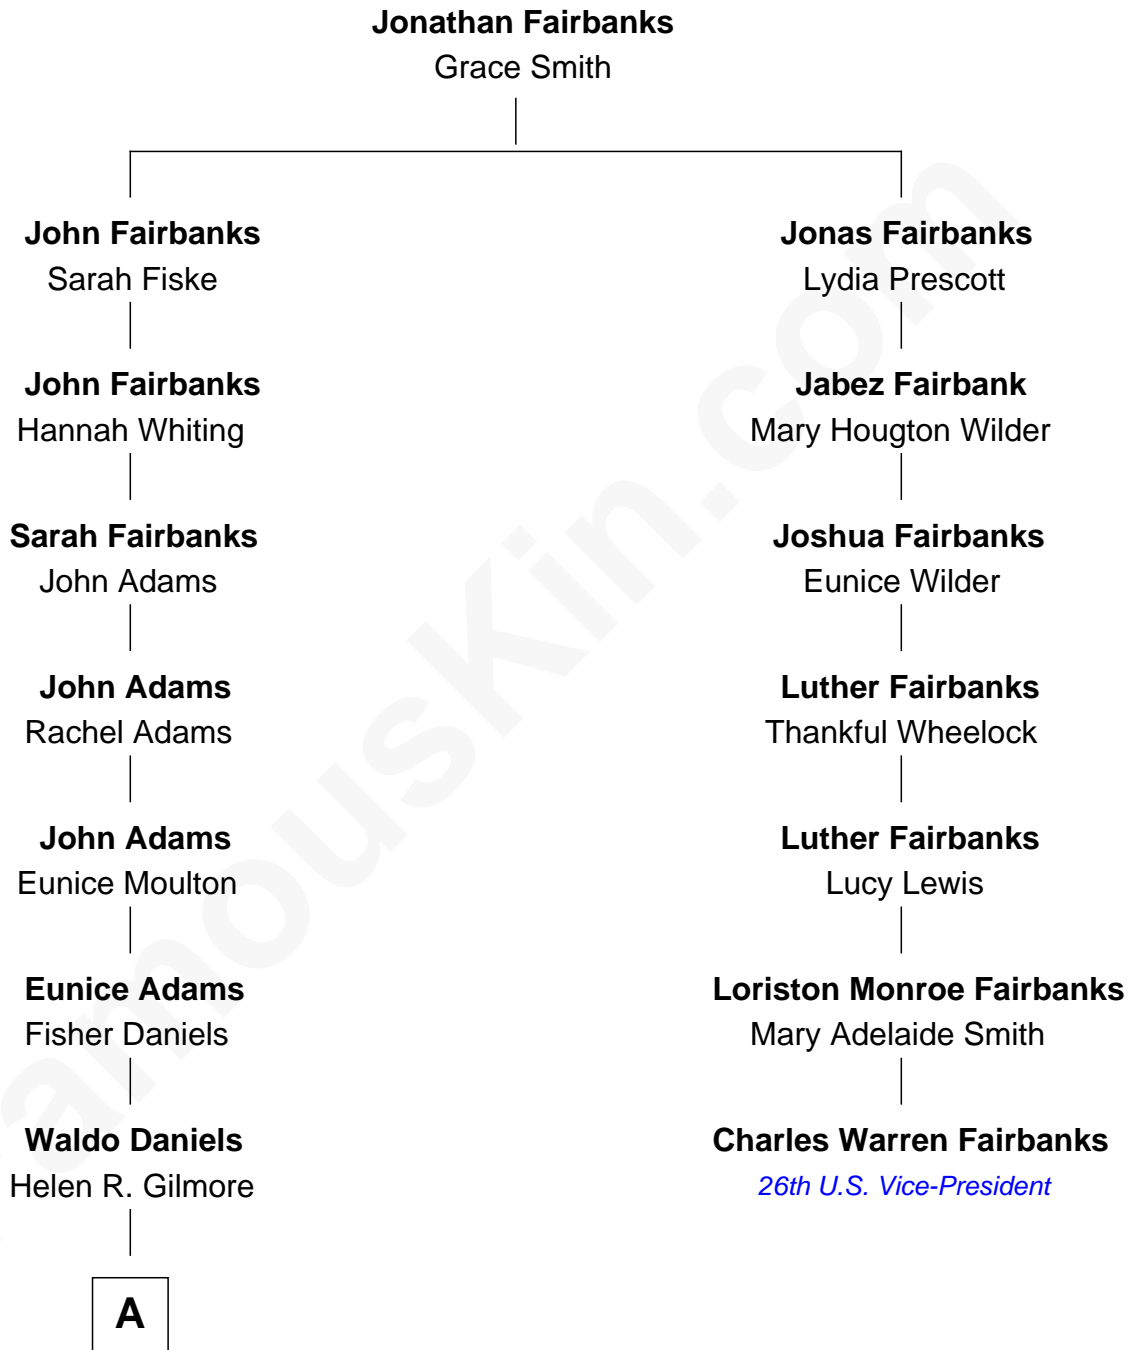 Jonathan Fairbanks
Grace Smith
John Fairbanks
Sarah Fiske
Jonas Fairbanks
Lydia Prescott
John Fairbanks
Hannah Whiting
Jabez Fairbank
Mary Hougton Wilder
Sarah Fairbanks
John Adams
Joshua Fairbanks
Eunice Wilder
John Adams
Rachel Adams
Luther Fairbanks
Thankful Wheelock
John Adams
Eunice Moulton
Luther Fairbanks
Lucy Lewis
Eunice Adams
Fisher Daniels
Loriston Monroe Fairbanks
Mary Adelaide Smith
Waldo Daniels
Helen R. Gilmore
Charles Warren Fairbanks
26th U.S. Vice-President
A
amouskin.com